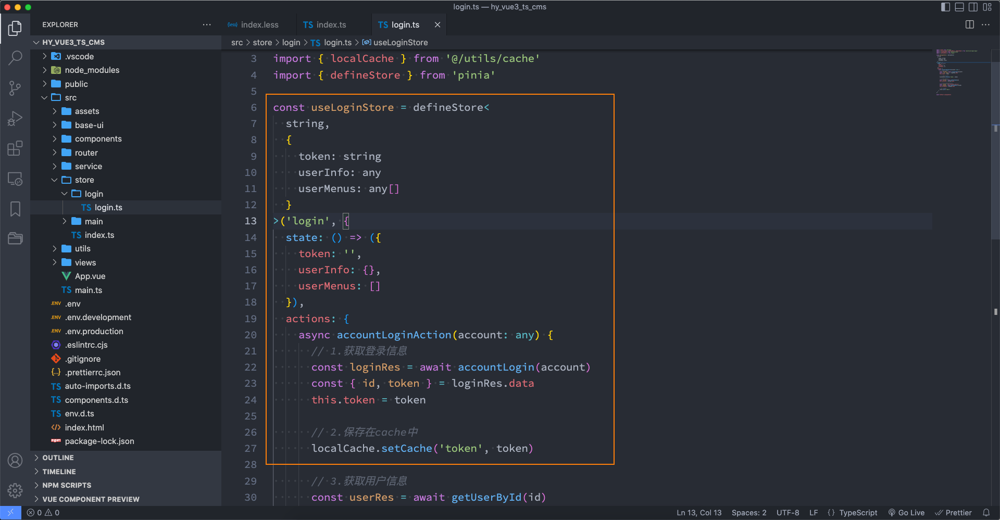 login.ts — hy_vue3_ts_cms
EXPLORER
HY_VUE3_TS_CMS
.vscode
node_modules
public
src
assets
base-ui
components
router
service
store
login
TS login.ts
main
TS index.ts
utils
views
App.vue
TS main.ts
.ENV .env
.ENV .env.development
.ENV .env.production
.eslintrc.cjs
.gitignore
{..} .prettierrc.json
TS auto-imports.d.ts
TS components.d.ts
TS env.d.ts
index.html
npm package-lock.json
OUTLINE
TIMELINE
NPM SCRIPTS
VUE COMPONENT PREVIEW
{less} index.less
TS index.ts
TS login.ts
src > store > login > TS login.ts > useLoginStore
3 import { localCache } from '@/utils/cache'
4 import { defineStore } from 'pinia'
5
6 const useLoginStore = defineStore<
7 string,
8 {
9 token: string
10 userInfo: any
11 userMenus: any[]
12 }
13 >('login', {
14 state: () => ({
15 token: '',
16 userInfo: {},
17 userMenus: []
18 }),
19 actions: {
20 async accountLoginAction(account: any) {
21 // 1.获取登录信息
22 const loginRes = await accountLogin(account)
23 const { id, token } = loginRes.data
24 this.token = token
25
26 // 2.保存在cache中
27 localCache.setCache('token', token)
28
29 // 3.获取用户信息
30 const userRes = await getUserById(id)
0 0
Ln 13, Col 13
Spaces: 2
UTF-8
LF
{ } TypeScript
Go Live
Prettier